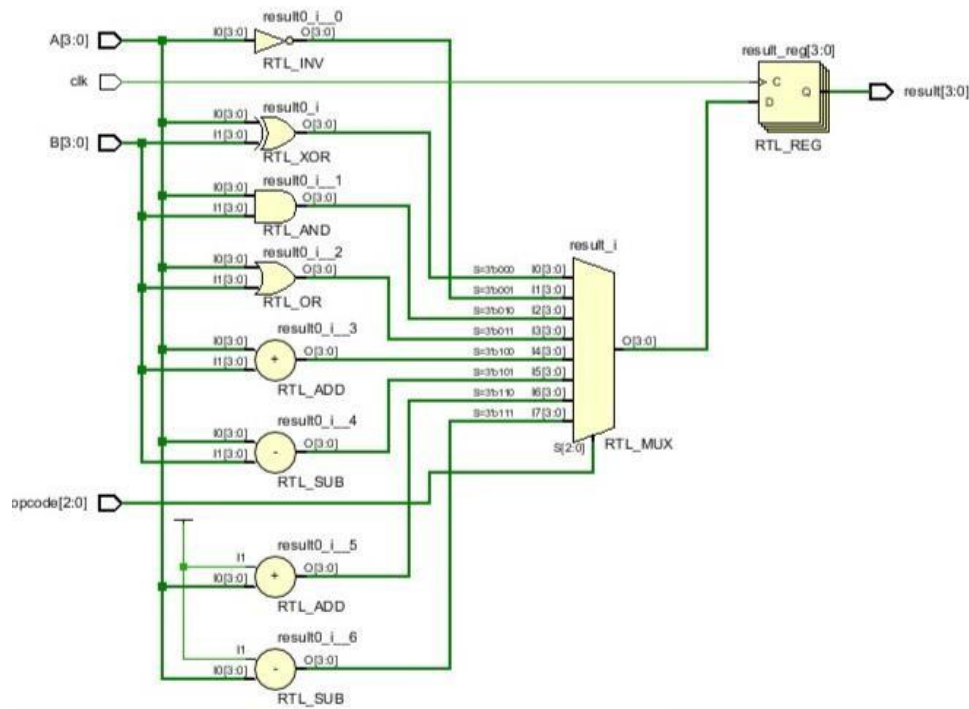 result0_i__0
A[3:0]
I0[3:0]
O[3:0]
RTL_INV
result_reg[3:0]
clk
C
D
Q
result[3:0]
RTL_REG
result0_i
I0[3:0]
O[3:0]
B[3:0]
I1[3:0]
RTL_XOR
result0_i__1
I0[3:0]
O[3:0]
I1[3:0]
RTL_AND
result0_i__2
I0[3:0]
O[3:0]
I1[3:0]
RTL_OR
result_i
S=3'b000 I0[3:0]
S=3'b001 I1[3:0]
S=3'b010 I2[3:0]
S=3'b011 I3[3:0]
S=3'b100 I4[3:0]
S=3'b101 I5[3:0]
S=3'b110 I6[3:0]
S=3'b111 I7[3:0]
O[3:0]
S[2:0]
RTL_MUX
result0_i__3
I0[3:0]
+
O[3:0]
I1[3:0]
RTL_ADD
result0_i__4
I0[3:0]
-
O[3:0]
I1[3:0]
RTL_SUB
opcode[2:0]
result0_i__5
I1
+
O[3:0]
I0[3:0]
RTL_ADD
result0_i__6
I1
-
O[3:0]
I0[3:0]
RTL_SUB